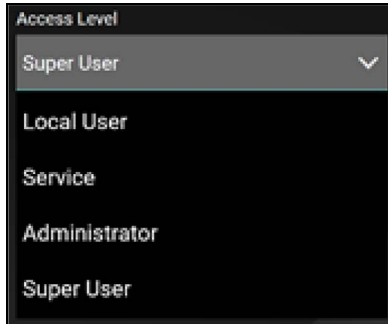 Access Level
Super User
Local User
Service
Administrator
Super User